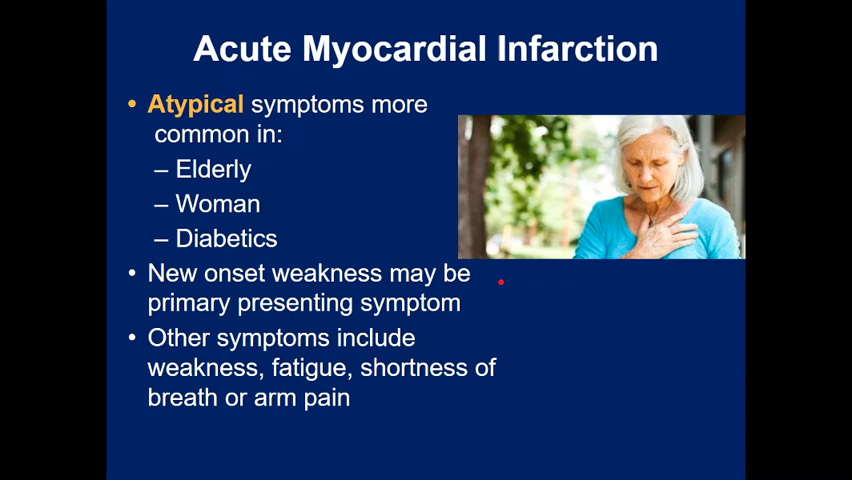 Acute Myocardial Infarction
• Atypical symptoms more
common in:
– Elderly
– Woman
– Diabetics
• New onset weakness may be
primary presenting symptom
• Other symptoms include
weakness, fatigue, shortness of
breath or arm pain